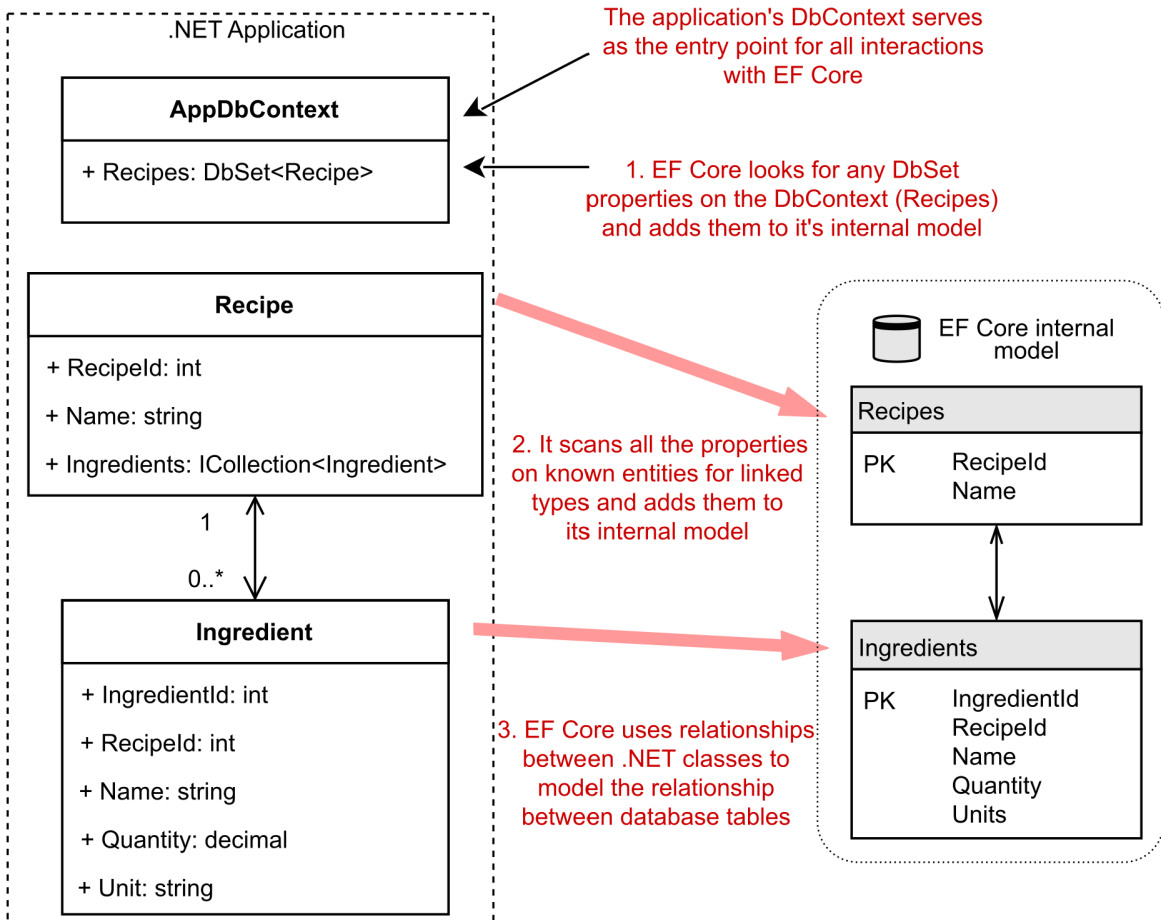 .NET Application
The application's DbContext serves
as the entry point for all interactions
with EF Core
AppDbContext
+ Recipes: DbSet<Recipe>
1. EF Core looks for any DbSet
properties on the DbContext (Recipes)
and adds them to it's internal model
Recipe
+ RecipeId: int
+ Name: string
+ Ingredients: ICollection<Ingredient>
1
0..*
2. It scans all the properties
on known entities for linked
types and adds them to
its internal model
EF Core internal
model
Recipes
PK RecipeId
Name
Ingredient
+ IngredientId: int
+ RecipeId: int
+ Name: string
+ Quantity: decimal
+ Unit: string
3. EF Core uses relationships
between .NET classes to
model the relationship
between database tables
Ingredients
PK IngredientId
RecipeId
Name
Quantity
Units